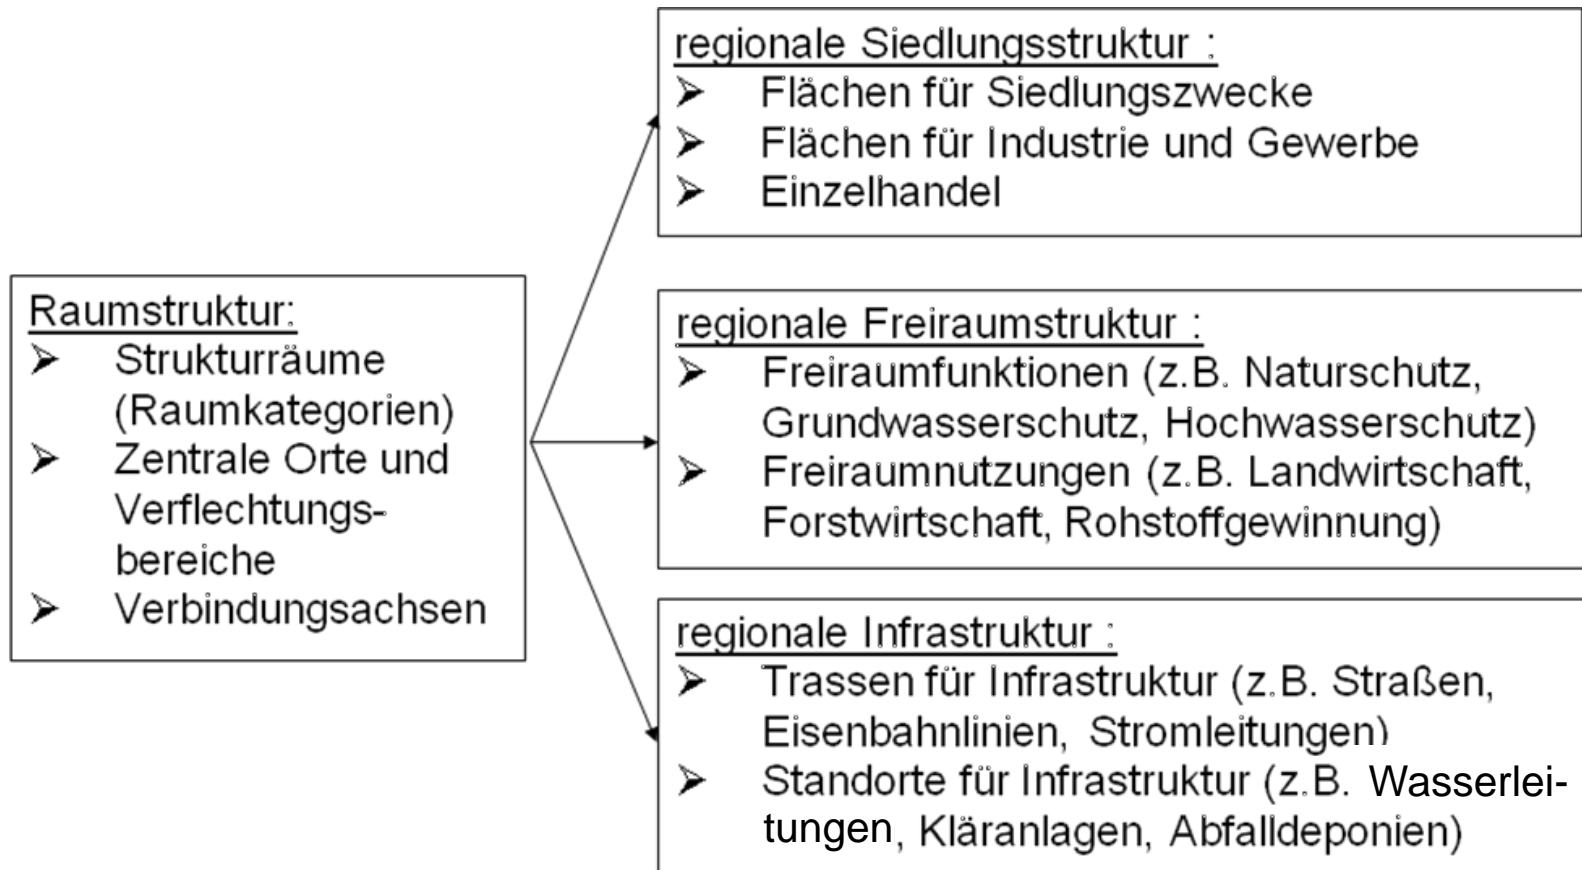 regionale Siedlungsstruktur :
➢ Flächen für Siedlungszwecke
➢ Flächen für Industrie und Gewerbe
➢ Einzelhandel
Raumstruktur:
➢ Strukturräume
(Raumkategorien)
➢ Zentrale Orte und
Verflechtungs-
bereiche
➢ Verbindungsachsen
regionale Freiraumstruktur :
➢ Freiraumfunktionen (z.B. Naturschutz,
Grundwasserschutz, Hochwasserschutz)
➢ Freiraumnutzungen (z.B. Landwirtschaft,
Forstwirtschaft, Rohstoffgewinnung)
regionale Infrastruktur :
➢ Trassen für Infrastruktur (z.B. Straßen,
Eisenbahnlinien, Stromleitungen)
➢ Standorte für Infrastruktur (z.B. Wasserlei-
tungen, Kläranlagen, Abfalldeponien)